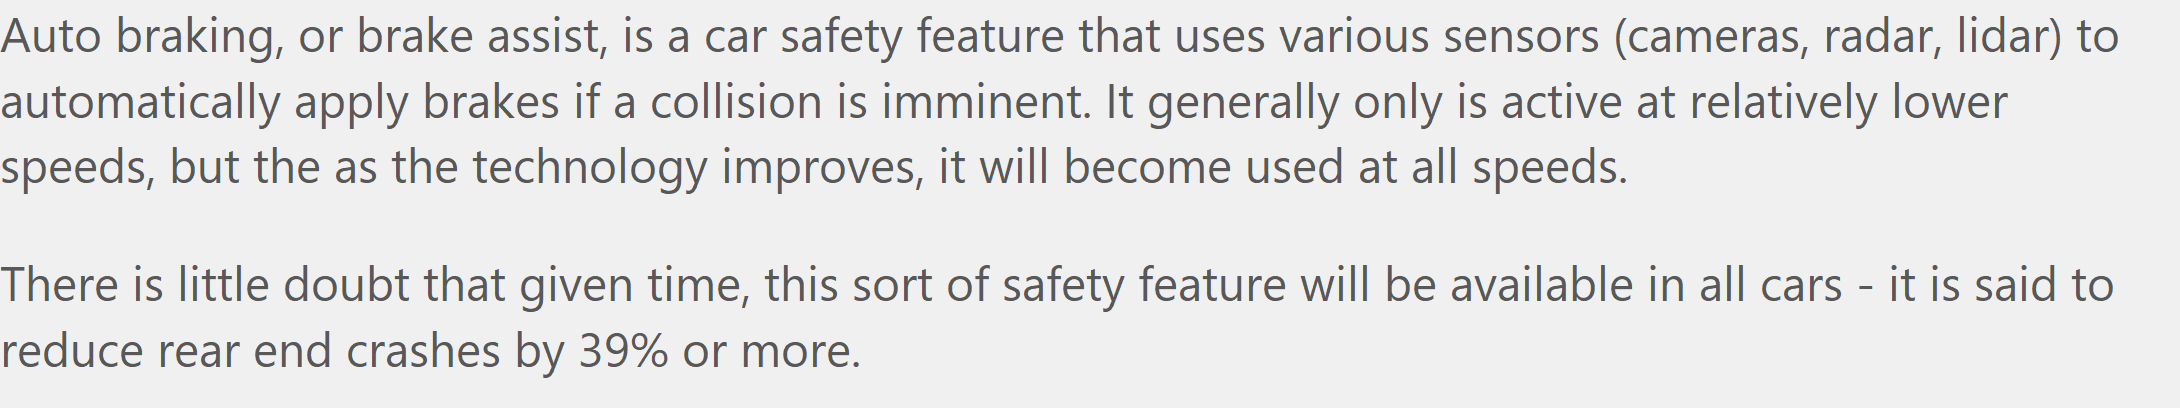 Auto braking, or brake assist, is a car safety feature that uses various sensors (cameras, radar, lidar) to
automatically apply brakes if a collision is imminent. It generally only is active at relatively lower
speeds, but the as the technology improves, it will become used at all speeds.
There is little doubt that given time, this sort of safety feature will be available in all cars - it is said to
reduce rear end crashes by 39% or more.